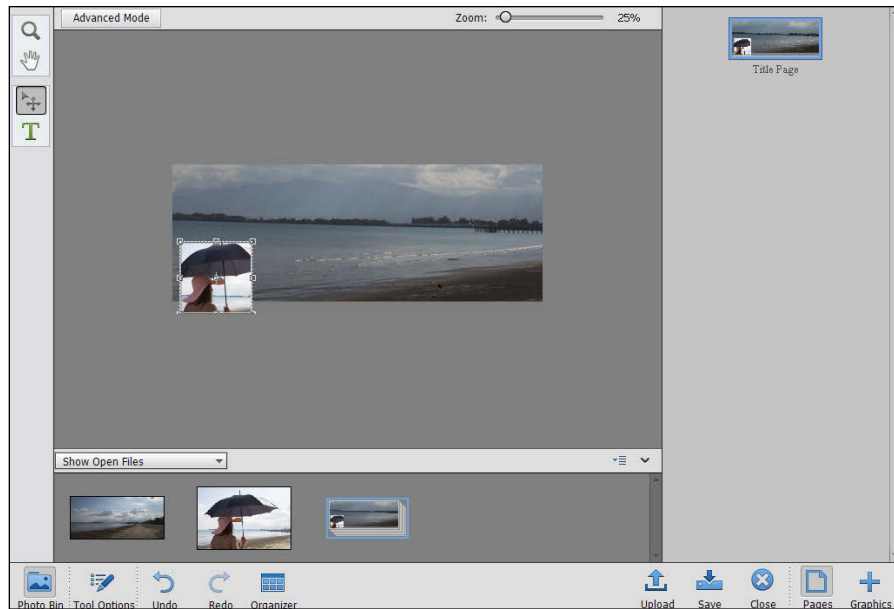 Advanced Mode
Zoom: 25%
T
Title Page
Show Open Files
Photo Bin Tool Options Undo Redo Organizer Upload Save Close Pages Graphics